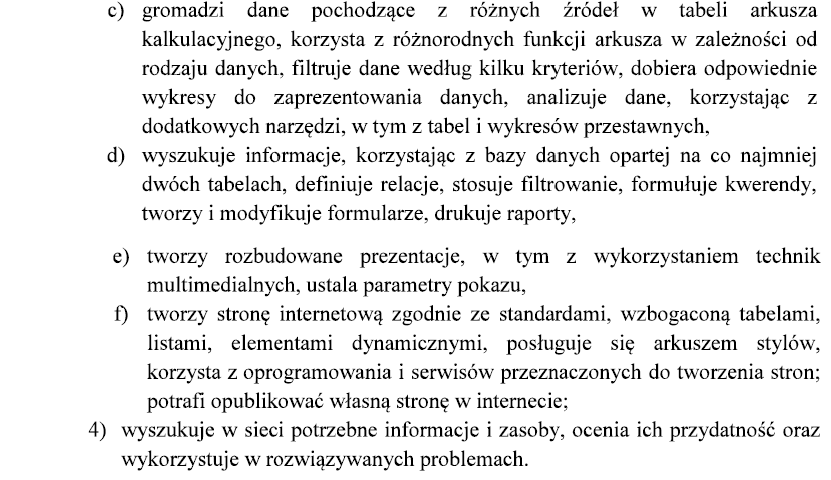 c) gromadzi dane pochodzące z różnych źródeł w tabeli arkusza
kalkulacyjnego, korzysta z różnorodnych funkcji arkusza w zależności od
rodzaju danych, filtruje dane według kilku kryteriów, dobiera odpowiednie
wykresy do zaprezentowania danych, analizuje dane, korzystając z
dodatkowych narzędzi, w tym z tabel i wykresów przestawnych,
d) wyszukuje informacje, korzystając z bazy danych opartej na co najmniej
dwóch tabelach, definiuje relacje, stosuje filtrowanie, formułuje kwerendy,
tworzy i modyfikuje formularze, drukuje raporty,
e) tworzy rozbudowane prezentacje, w tym z wykorzystaniem technik
multimedialnych, ustala parametry pokazu,
f) tworzy stronę internetową zgodnie ze standardami, wzbogaconą tabelami,
listami, elementami dynamicznymi, posługuje się arkuszem stylów,
korzysta z oprogramowania i serwisów przeznaczonych do tworzenia stron;
potrafi opublikować własną stronę w internecie;
4) wyszukuje w sieci potrzebne informacje i zasoby, ocenia ich przydatność oraz
wykorzystuje w rozwiązywanych problemach.